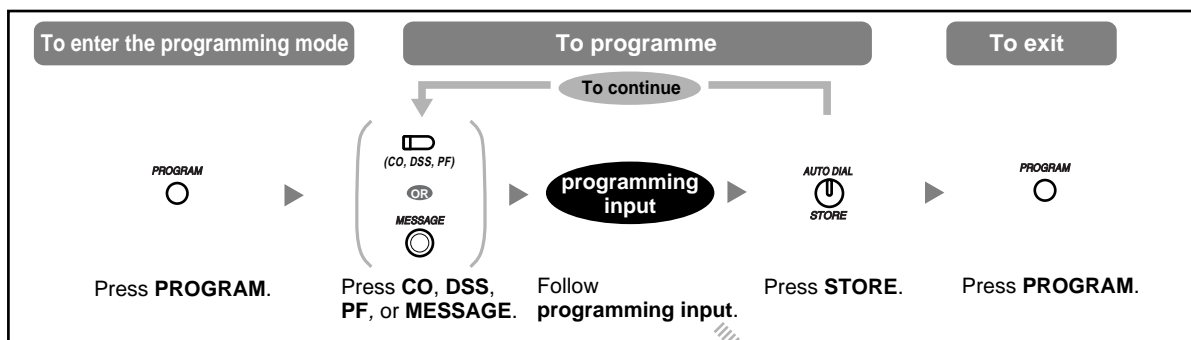 To enter the programming mode
To programme
To exit
To continue
PROGRAM
(CO, DSS, PF)
OR
MESSAGE
programming
input
AUTO DIAL
STORE
PROGRAM
Press PROGRAM.
Press CO, DSS,
PF, or MESSAGE.
Follow
programming input.
Press STORE.
Press PROGRAM.